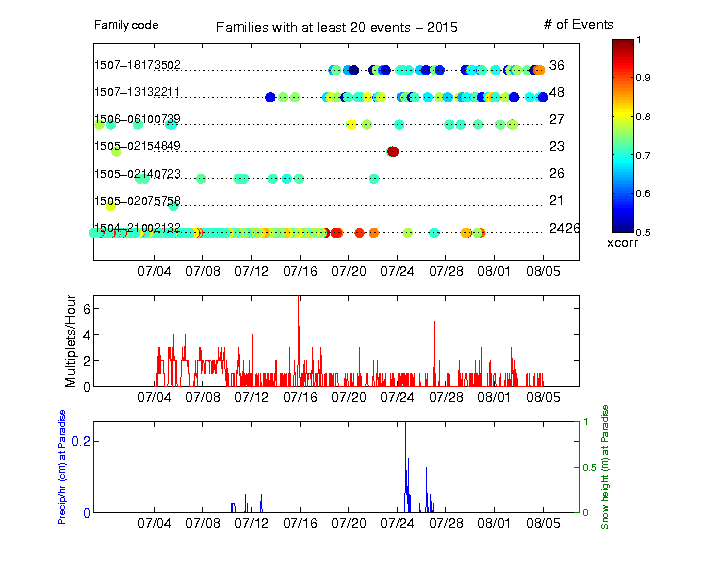 Family code
Families with at least 20 events – 2015
# of Events
1507–18173502 36
1507–13132211 48
1506–06100739 27
1505–02154849 23
1505–02140723 26
1505–02075758 21
1504–21002132 2426
07/04 07/08 07/12 07/16 07/20 07/24 07/28 08/01 08/05
1
0.9
0.8
0.7
0.6
0.5
xcorr
Multiplets/Hour
6
4
2
0
07/04 07/08 07/12 07/16 07/20 07/24 07/28 08/01 08/05
Precip/hr (cm) at Paradise
0.2
0
1
0.5
0
Snow height (m) at Paradise
07/04 07/08 07/12 07/16 07/20 07/24 07/28 08/01 08/05